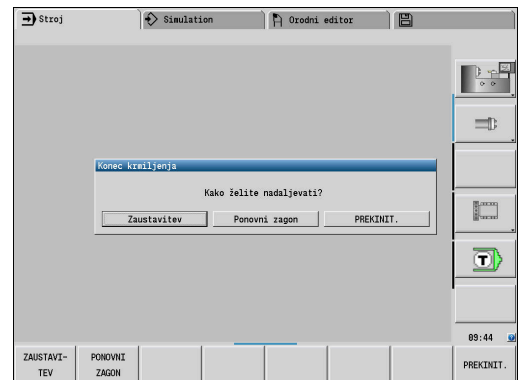 Stroj
Simulation
Orodni editor
Konec krmiljenja
Kako želite nadaljevati?
Zaustavitev
Ponovni zagon
PREKINIT.
T
09:44
ZAUSTAVI-
TEV
PONOVNI
ZAGON
PREKINIT.